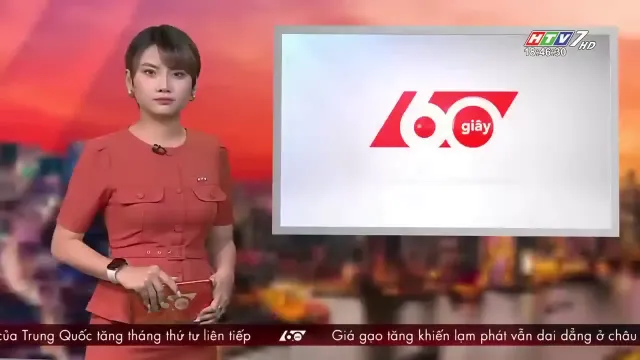 HTV7 HD
18:46:30
60 giây
của Trung Quốc tăng tháng thứ tư liên tiếp 60 Giá gạo tăng khiến lạm phát vẫn dai dẳng ở châu